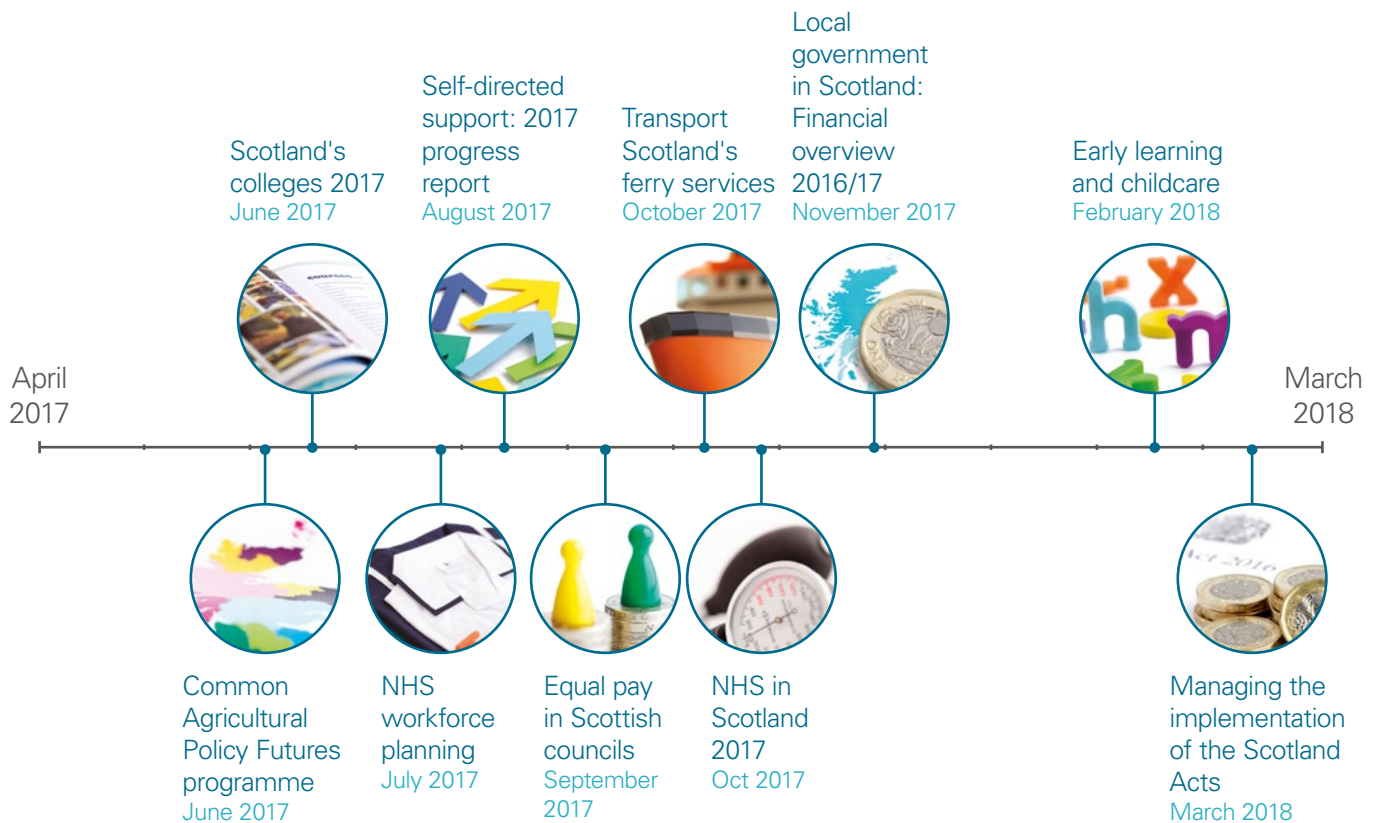 April
2017
Scotland's
colleges 2017
June 2017
Self-directed
support: 2017
progress
report
August 2017
Transport
Scotland's
ferry services
October 2017
Local
government
in Scotland:
Financial
overview
2016/17
November 2017
Early learning
and childcare
February 2018
March
2018
Common
Agricultural
Policy Futures
programme
June 2017
NHS
workforce
planning
July 2017
Equal pay
in Scottish
councils
September
2017
NHS in
Scotland
2017
Oct 2017
Act 2016
Managing the
implementation
of the Scotland
Acts
March 2018